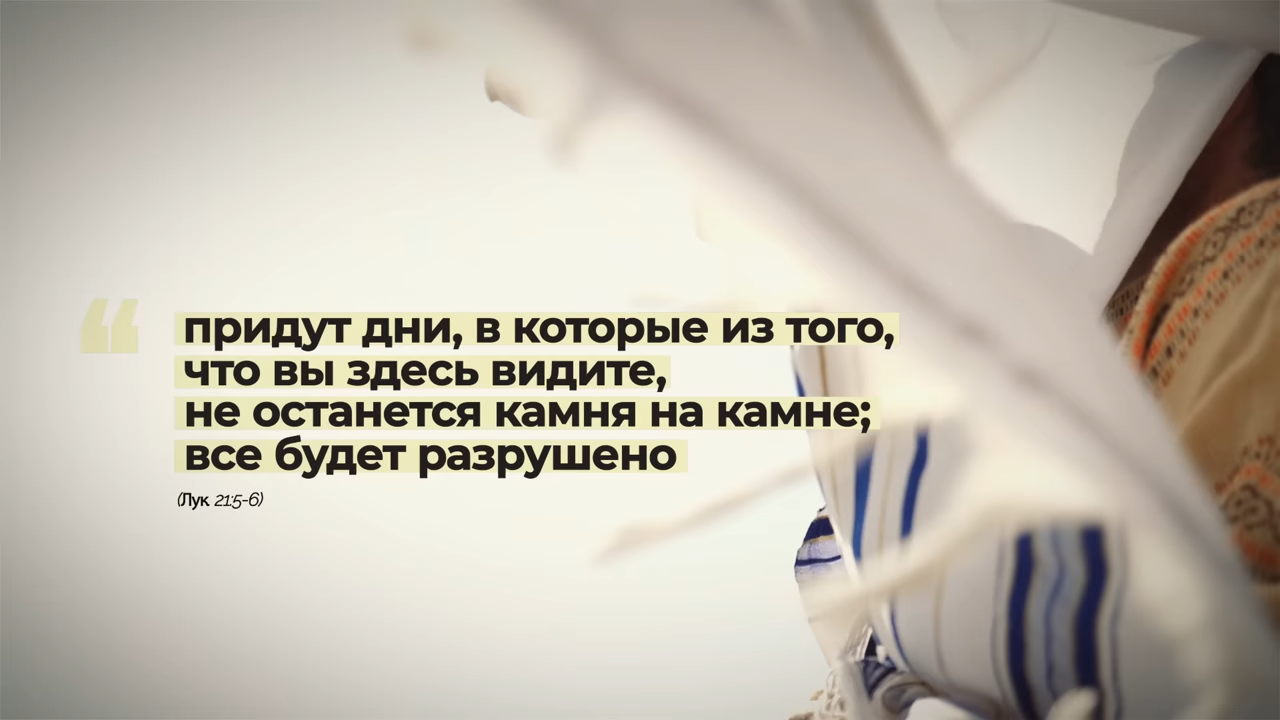 “
придут дни, в которые из того,
что вы здесь видите,
не останется камня на камне;
все будет разрушено
(Лук 21:5-6)